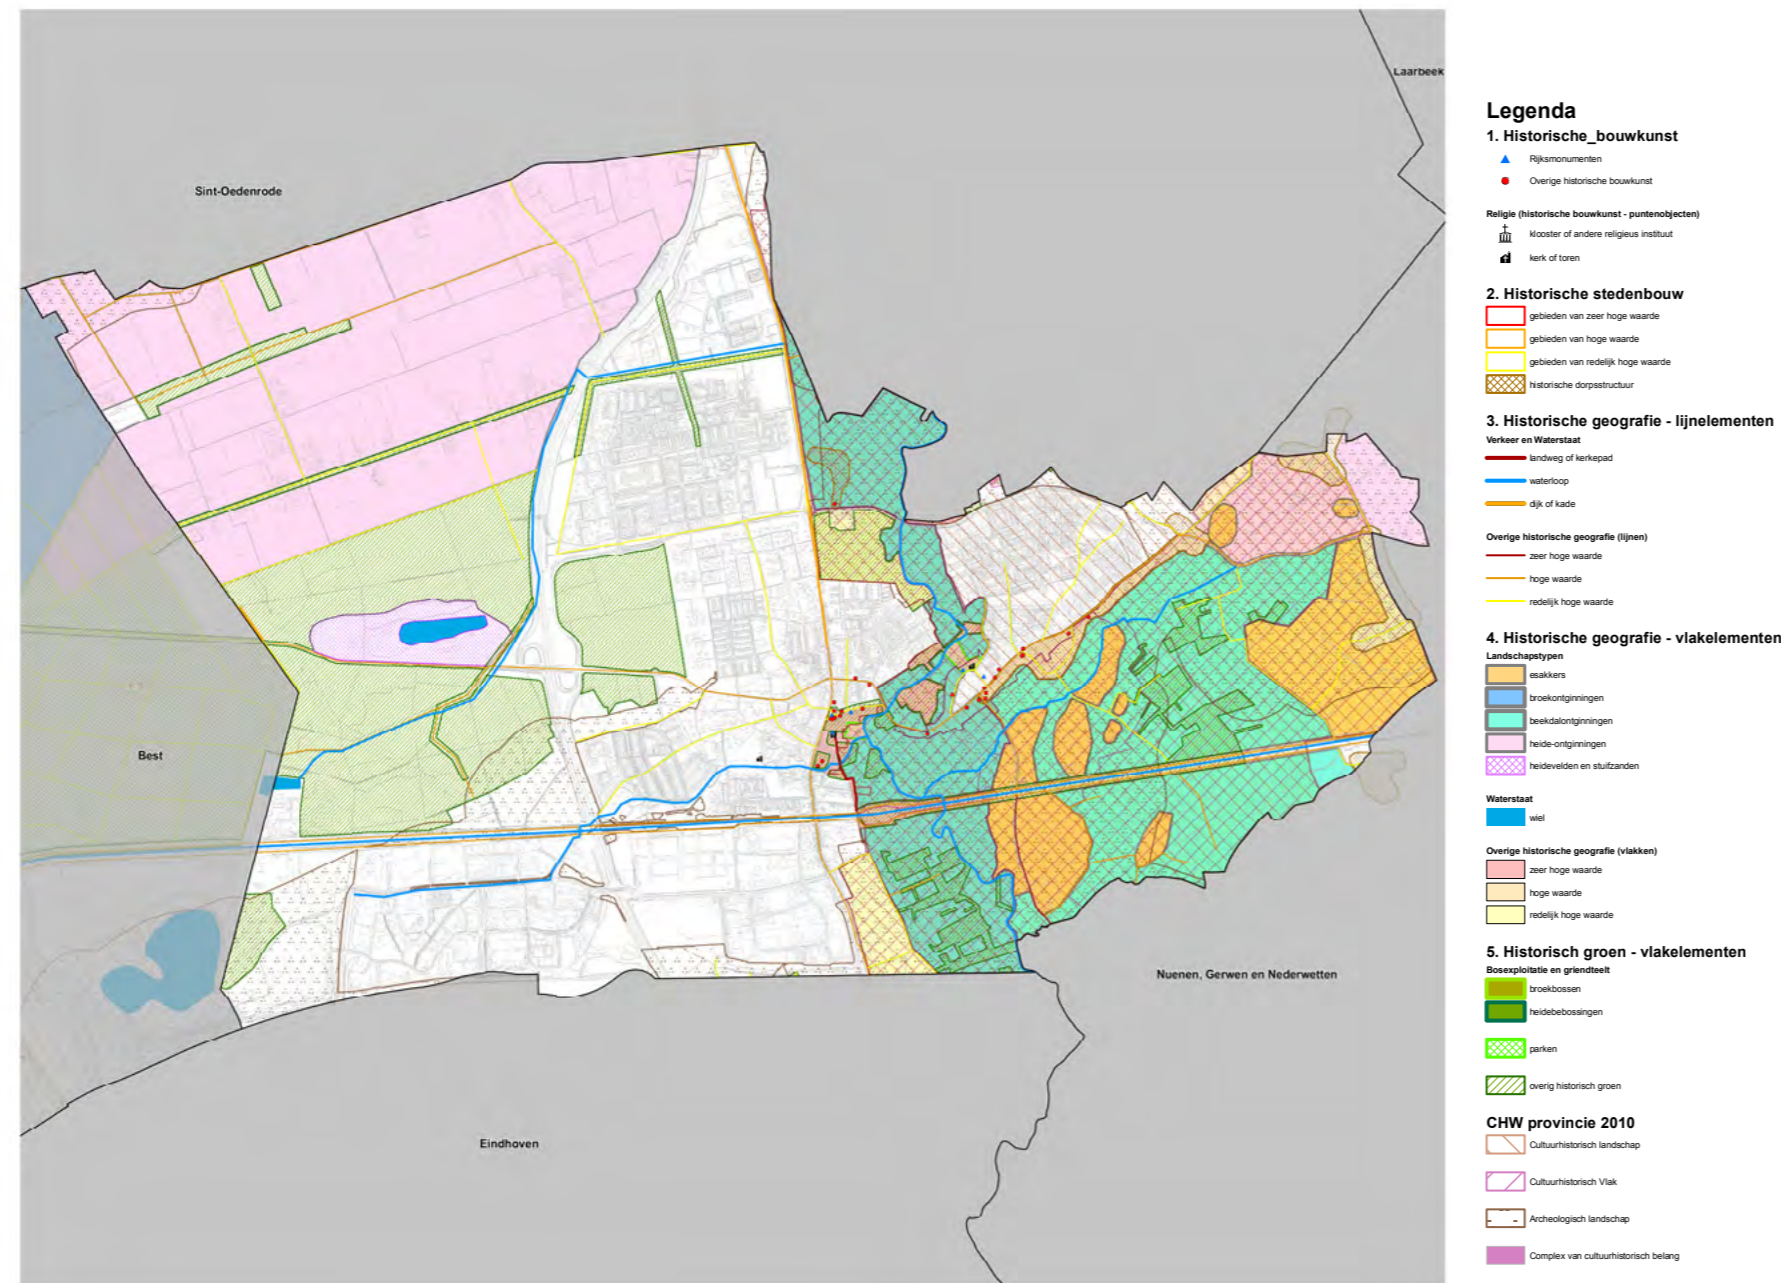 Laarbeek
Sint-Oedenrode
Best
Nuenen, Gerwen en Nederwetten
Eindhoven
Legenda
1. Historische_bouwkunst
Rijksmonumenten
Overige historische bouwkunst
Religie (historische bouwkunst - puntenobjecten)
klooster of andere religieus instituut
kerk of toren
2. Historische stedenbouw
gebieden van zeer hoge waarde
gebieden van hoge waarde
gebieden van redelijk hoge waarde
historische dorpsstructuur
3. Historische geografie - lijnelementen
Verkeer en Waterstaat
landweg of kerkepad
waterloop
dijk of kade
Overige historische geografie (lijnen)
zeer hoge waarde
hoge waarde
redelijk hoge waarde
4. Historische geografie - vlakelementen
Landschapstypen
esakkers
broekontginningen
beekdalontginningen
heide-ontginningen
heidevelden en stuifzanden
Waterstaat
wiel
Overige historische geografie (vlakken)
zeer hoge waarde
hoge waarde
redelijk hoge waarde
5. Historisch groen - vlakelementen
Bosexploitatie en griendteelt
broekbossen
heidebebossingen
parken
overig historisch groen
CHW provincie 2010
Cultuurhistorisch landschap
Cultuurhistorisch Vlak
Archeologisch landschap
Complex van cultuurhistorisch belang